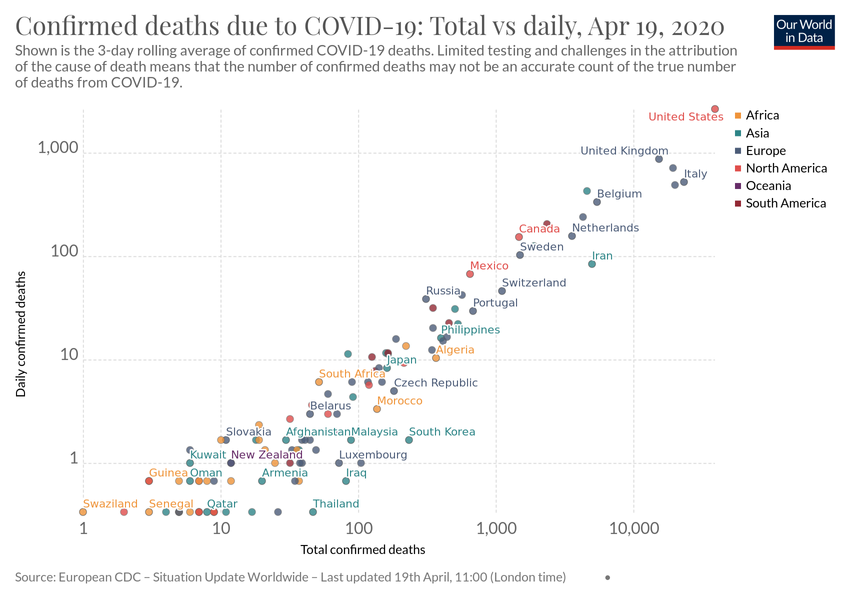 Confirmed deaths due to COVID-19: Total vs daily, Apr 19, 2020
Our World
in Data
Shown is the 3-day rolling average of confirmed COVID-19 deaths. Limited testing and challenges in the attribution
of the cause of death means that the number of confirmed deaths may not be an accurate count of the true number
of deaths from COVID-19.
United States
Africa
Asia
Europe
North America
Oceania
South America
1,000
United Kingdom
Italy
Belgium
Canada
Netherlands
Sweden
100
Iran
Mexico
Switzerland
Russia
Portugal
Philippines
Algeria
10
Japan
South Africa
Czech Republic
Morocco
Belarus
Slovakia
Afghanistan
Malaysia
South Korea
Kuwait
New Zealand
Luxembourg
1
Guinea
Oman
Armenia
Iraq
Swaziland
Senegal
Qatar
Thailand
Daily confirmed deaths
1
10
100
1,000
10,000
Total confirmed deaths
Source: European CDC – Situation Update Worldwide – Last updated 19th April, 11:00 (London time)